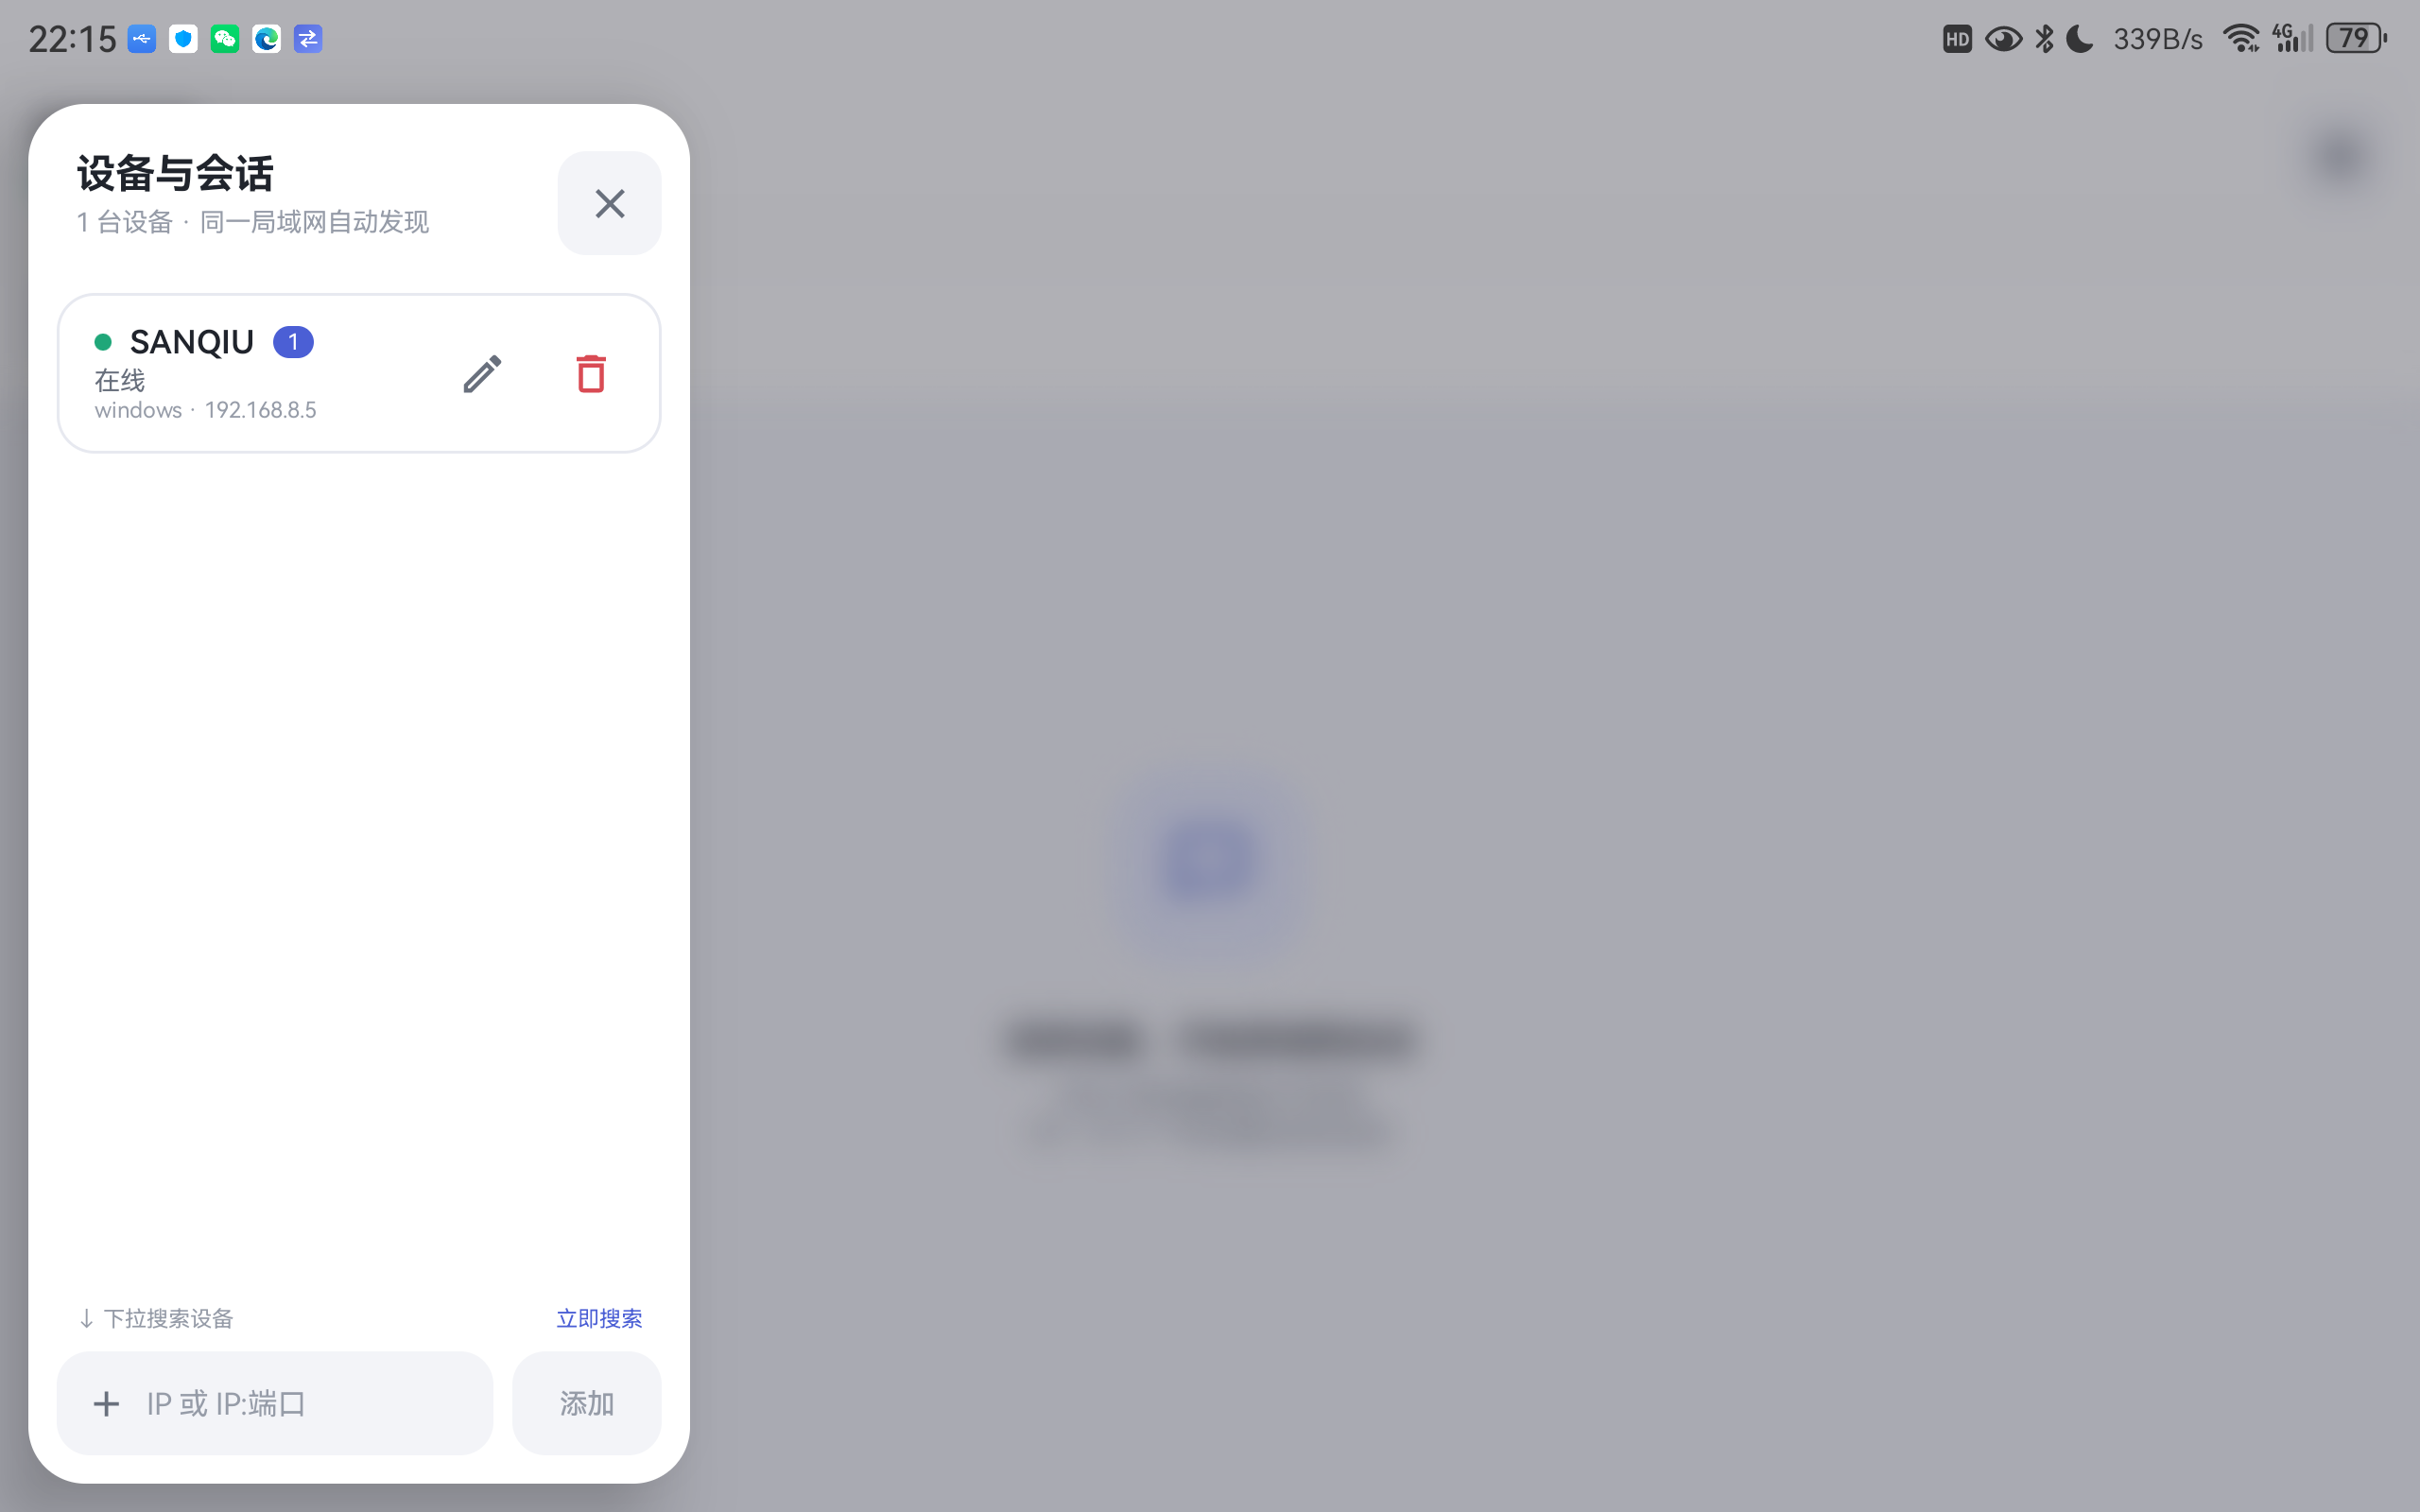 22:15
HD 339B/s 4G 79
设备与会话
1 台设备 · 同一局域网自动发现
SANQIU 1
在线
windows · 192.168.8.5
↓ 下拉搜索设备 立即搜索
IP 或 IP:端口 添加